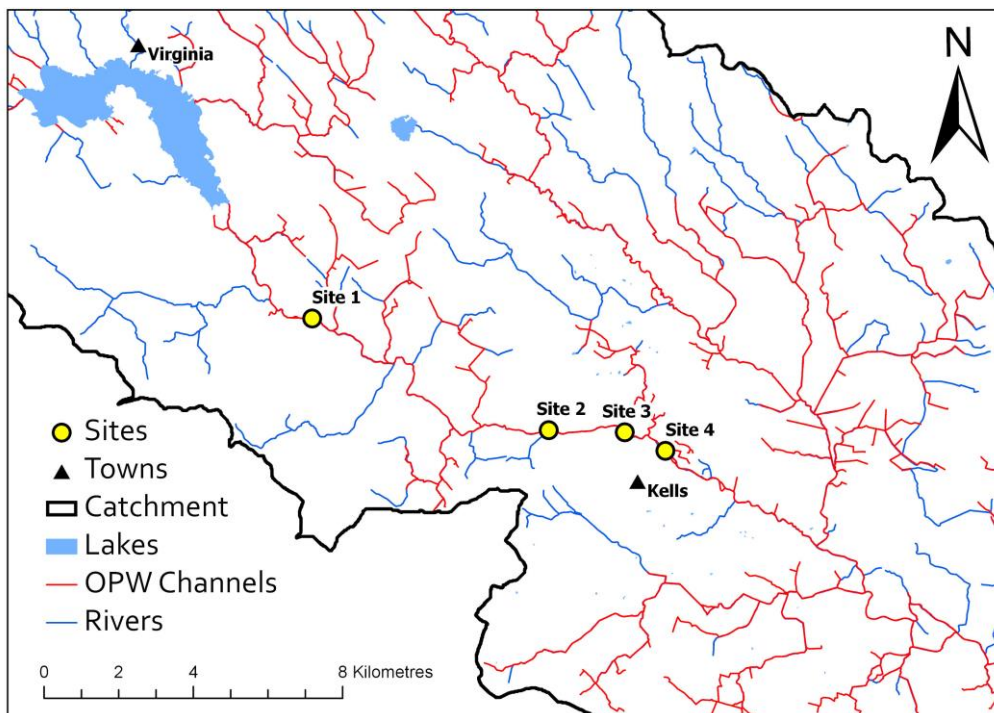 Virginia
N
Site 1
Site 2
Site 3
Site 4
Kells
Sites
Towns
Catchment
Lakes
OPW Channels
Rivers
0 2 4 8 Kilometres